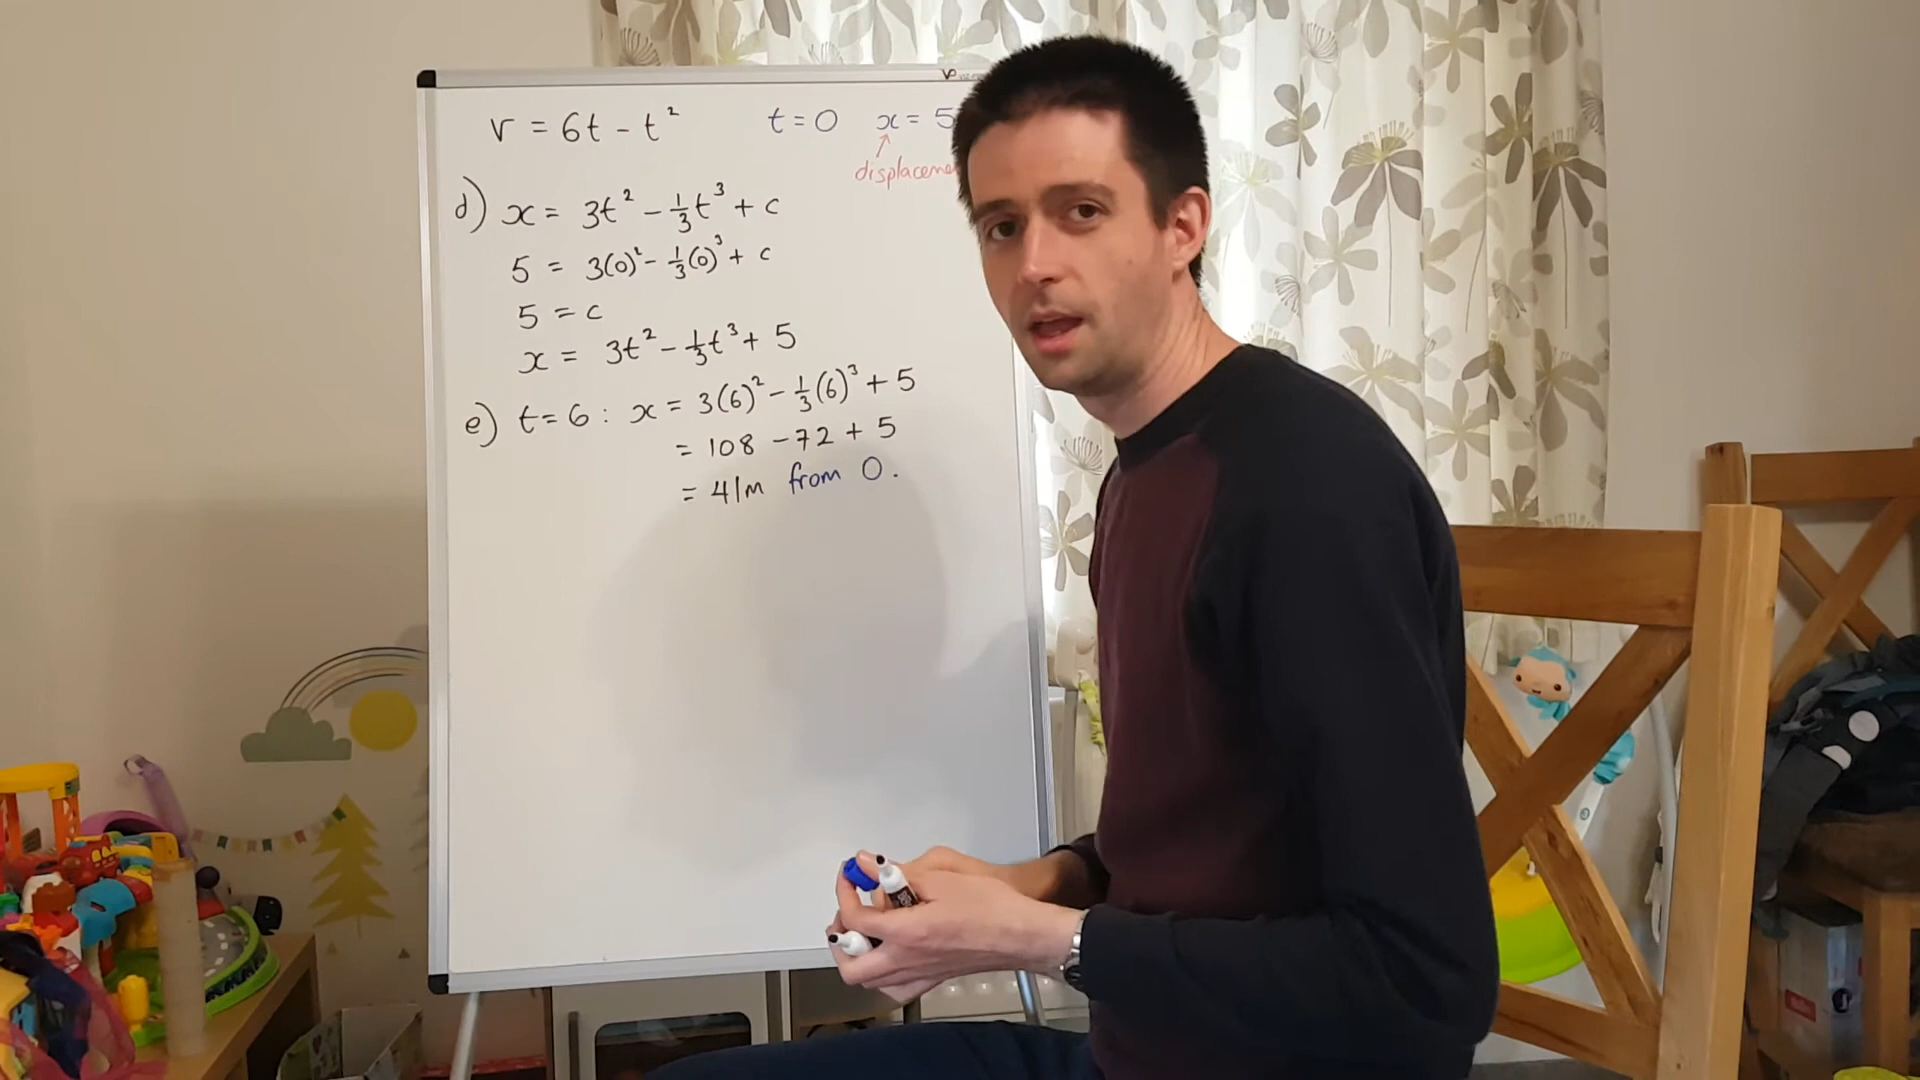 v = 6t - t² t = 0 x = 5
↑
displaceme
d) x = 3t² - ⅓t³ + c
5 = 3(0)² - ⅓(0)³ + c
5 = c
x = 3t² - ⅓t³ + 5
e) t = 6 : x = 3(6)² - ⅓(6)³ + 5
= 108 - 72 + 5
= 41m from O.